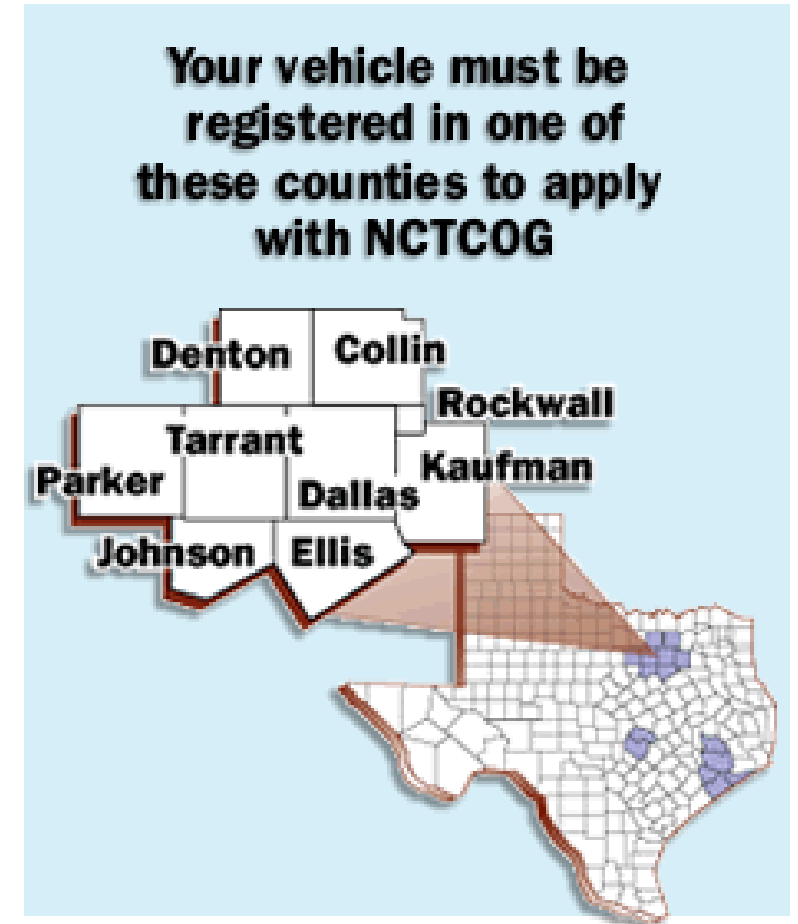 Your vehicle must be
registered in one of
these counties to apply
with NCTCOG
Denton
Collin
Rockwall
Tarrant
Kaufman
Parker
Dallas
Johnson
Ellis